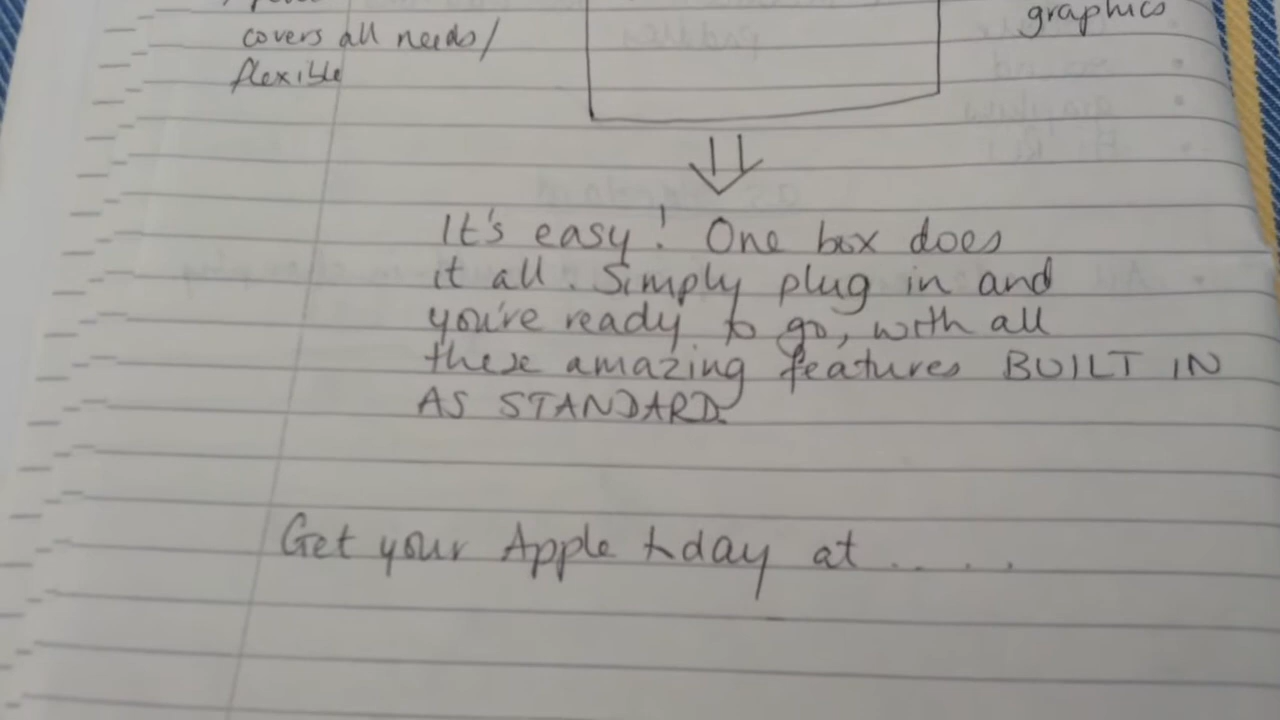 covers all needs/
flexible
graphics
It's easy! One box does
it all. Simply plug in and
you're ready to go, with all
these amazing features BUILT IN
AS STANDARD.
Get your Apple today at .....